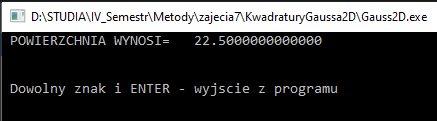 D:\STUDIA\IV_Semestr\Metody\zajecia7\KwadraturyGaussa2D\Gauss2D.exe
POWIERZCHNIA WYNOSI=   22.5000000000000
Dowolny znak i ENTER - wyjscie z programu